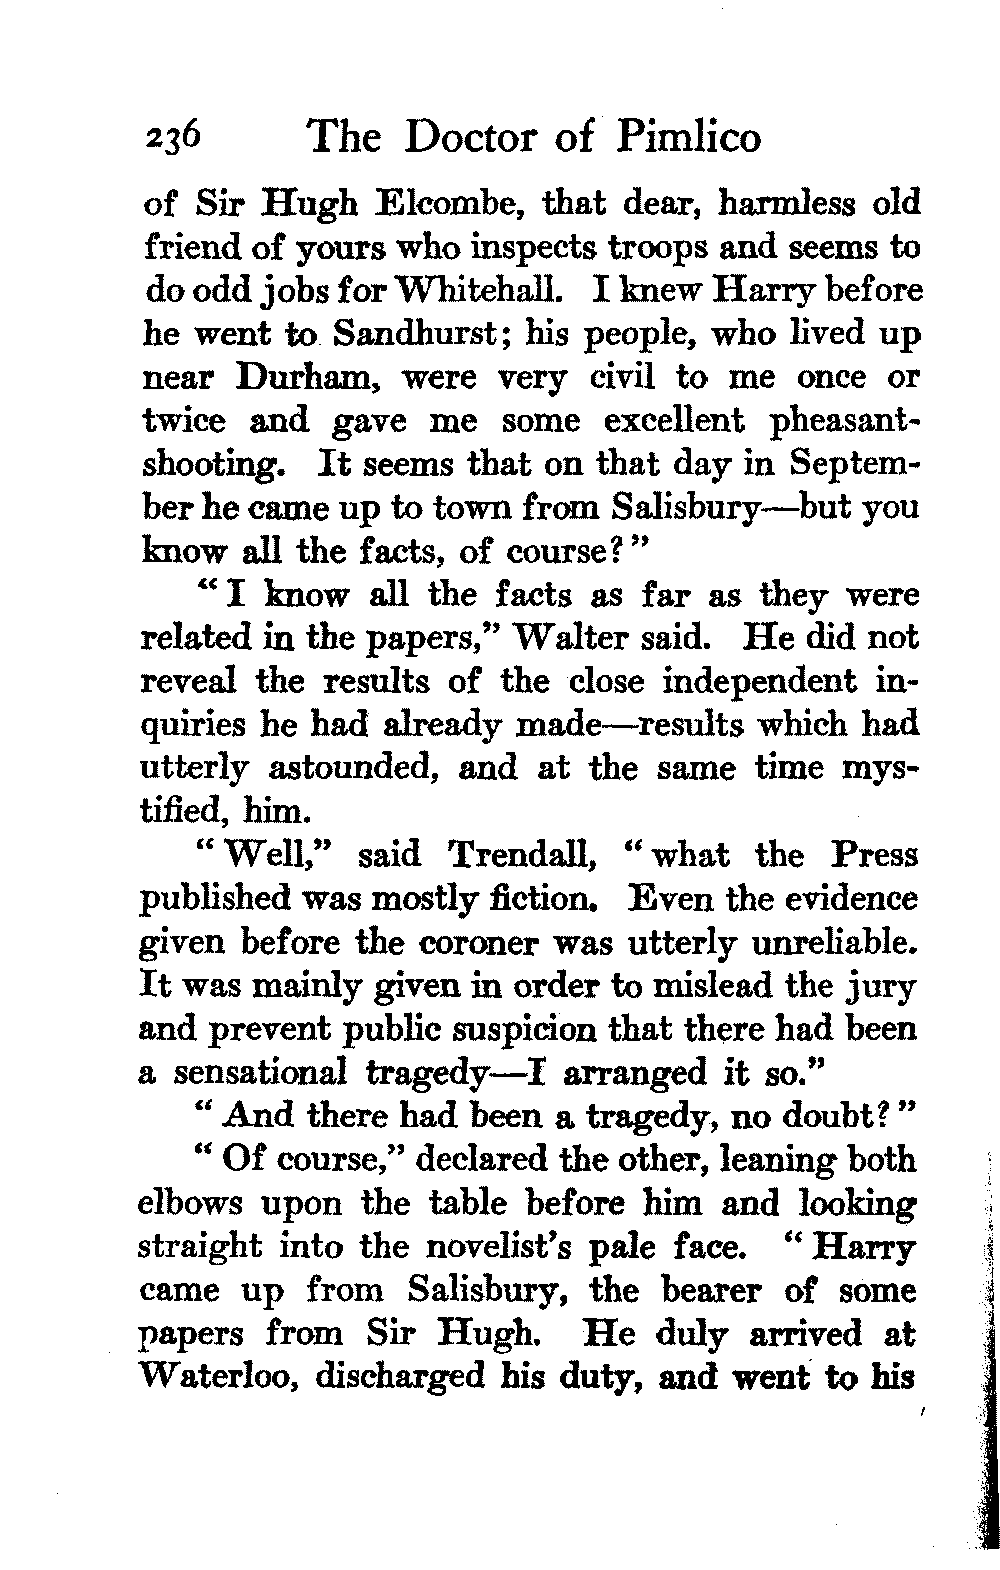 236 The Doctor of Pimlico
of Sir Hugh Elcombe, that dear, harmless old
friend of yours who inspects troops and seems to
do odd jobs for Whitehall. I knew Harry before
he went to Sandhurst; his people, who lived up
near Durham, were very civil to me once or
twice and gave me some excellent pheasant-
shooting. It seems that on that day in Septem-
ber he came up to town from Salisbury—but you
know all the facts, of course?”
“I know all the facts as far as they were
related in the papers,” Walter said. He did not
reveal the results of the close independent in-
quiries he had already made—results which had
utterly astounded, and at the same time mys-
tified, him.
“Well,” said Trendall, “what the Press
published was mostly fiction. Even the evidence
given before the coroner was utterly unreliable.
It was mainly given in order to mislead the jury
and prevent public suspicion that there had been
a sensational tragedy—I arranged it so.”
“And there had been a tragedy, no doubt?”
“Of course,” declared the other, leaning both
elbows upon the table before him and looking
straight into the novelist’s pale face. “Harry
came up from Salisbury, the bearer of some
papers from Sir Hugh. He duly arrived at
Waterloo, discharged his duty, and went to his